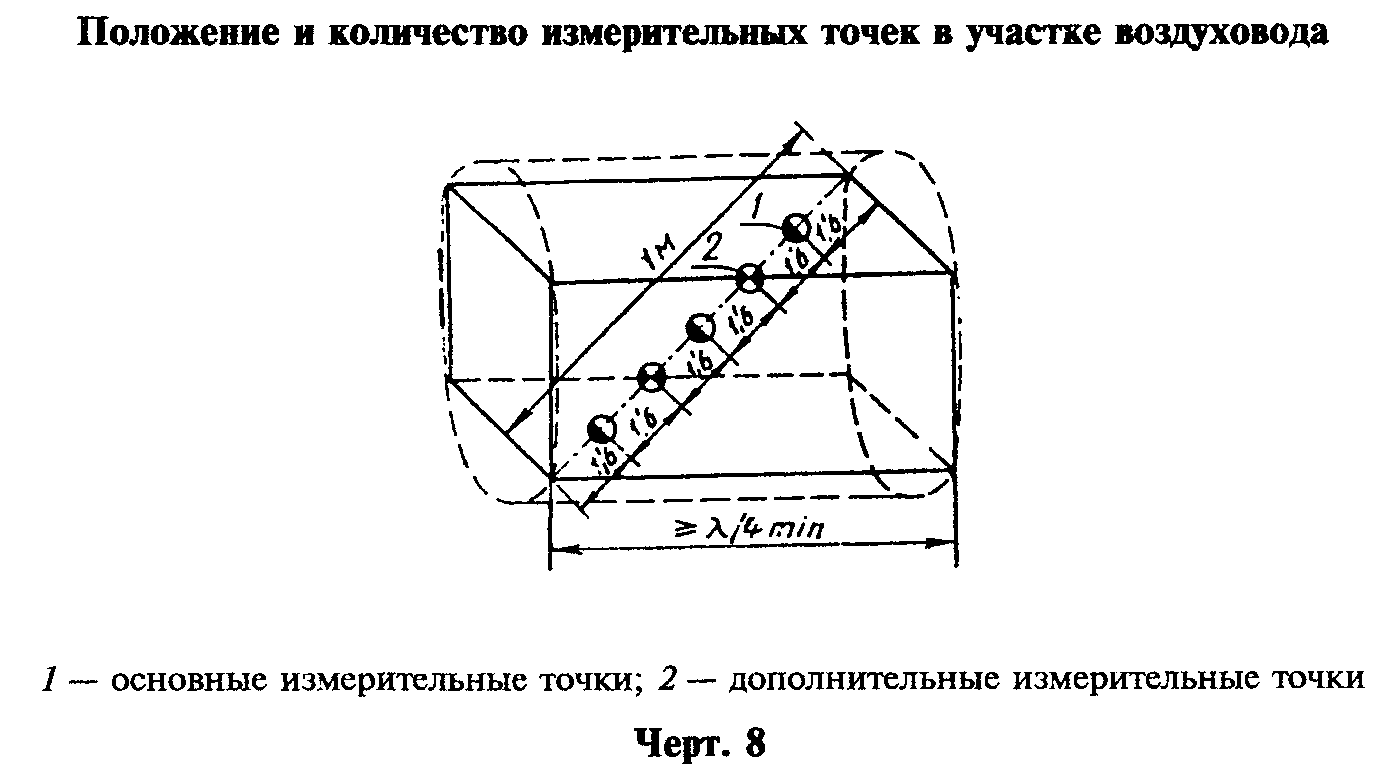 Положение и количество измерительных точек в участке воздуховода
1
2
1м
1/6
1/6
1/6
1/6
1/6
1/6
≥ λ/4 min
1 — основные измерительные точки; 2 — дополнительные измерительные точки
Черт. 8